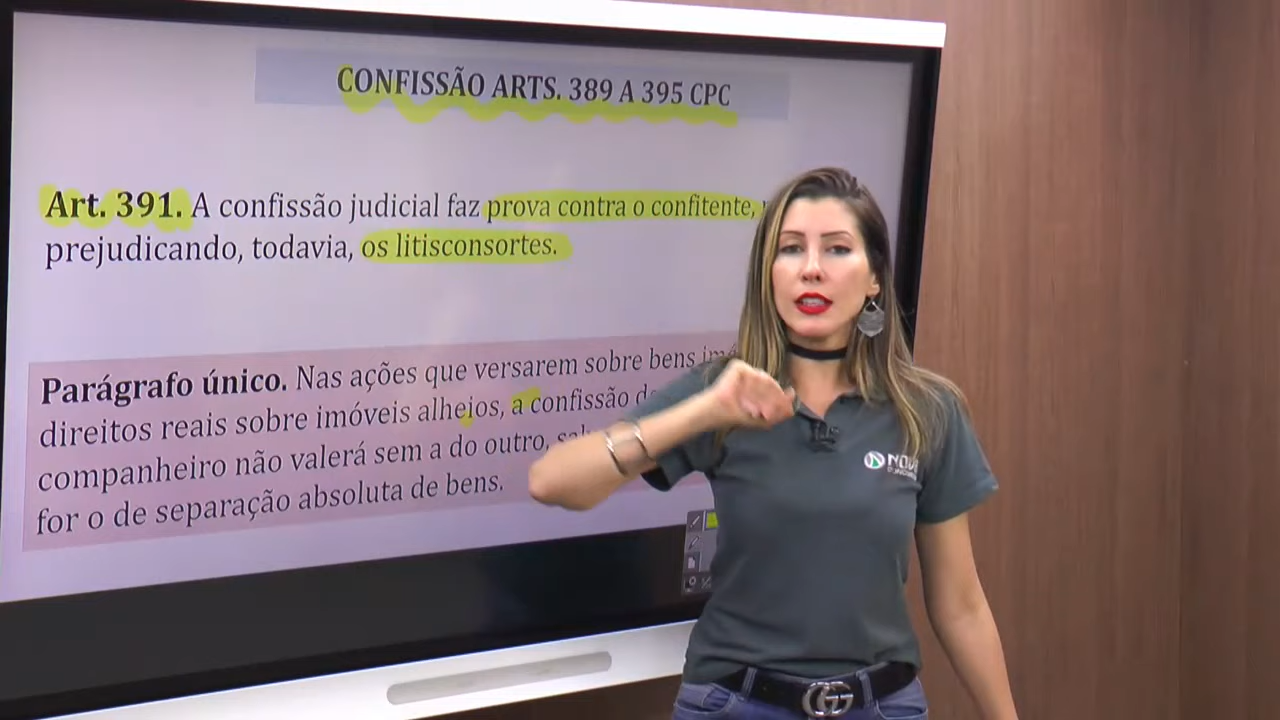 CONFISSÃO ARTS. 389 A 395 CPC
Art. 391. A confissão judicial faz prova contra o confitente,
prejudicando, todavia, os litisconsortes.
Parágrafo único. Nas ações que versarem sobre bens
direitos reais sobre imóveis alheios, a confissão
companheiro não valerá sem a do outro,
for o de separação absoluta de bens.